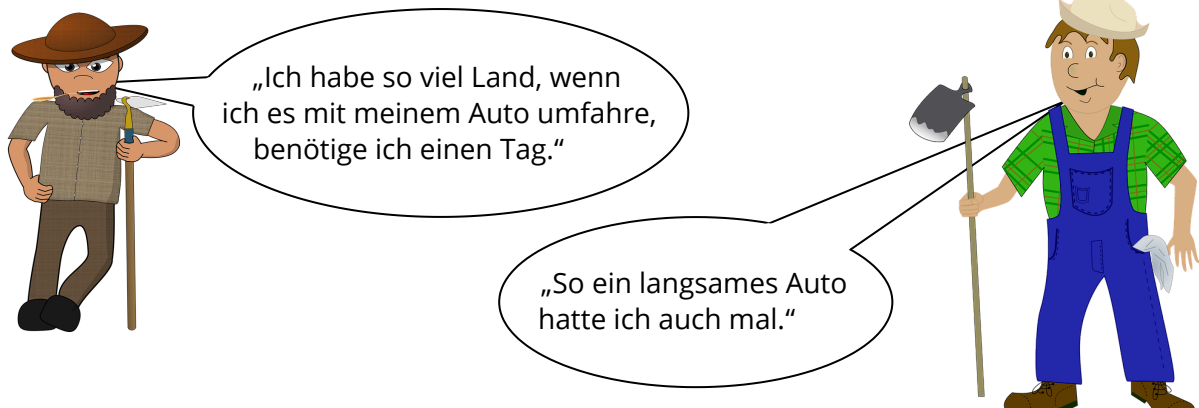 „Ich habe so viel Land, wenn
ich es mit meinem Auto umfahre,
benötige ich einen Tag.“
„So ein langsames Auto
hatte ich auch mal.“